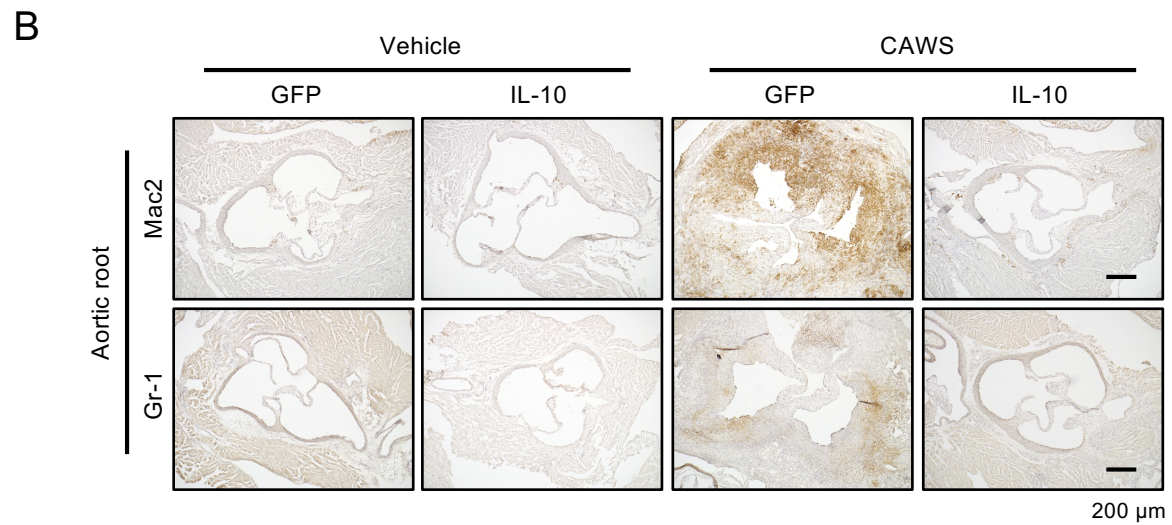 B
Vehicle CAWS
GFP IL-10 GFP IL-10
Aortic root
Mac2
Gr-1
200 μm